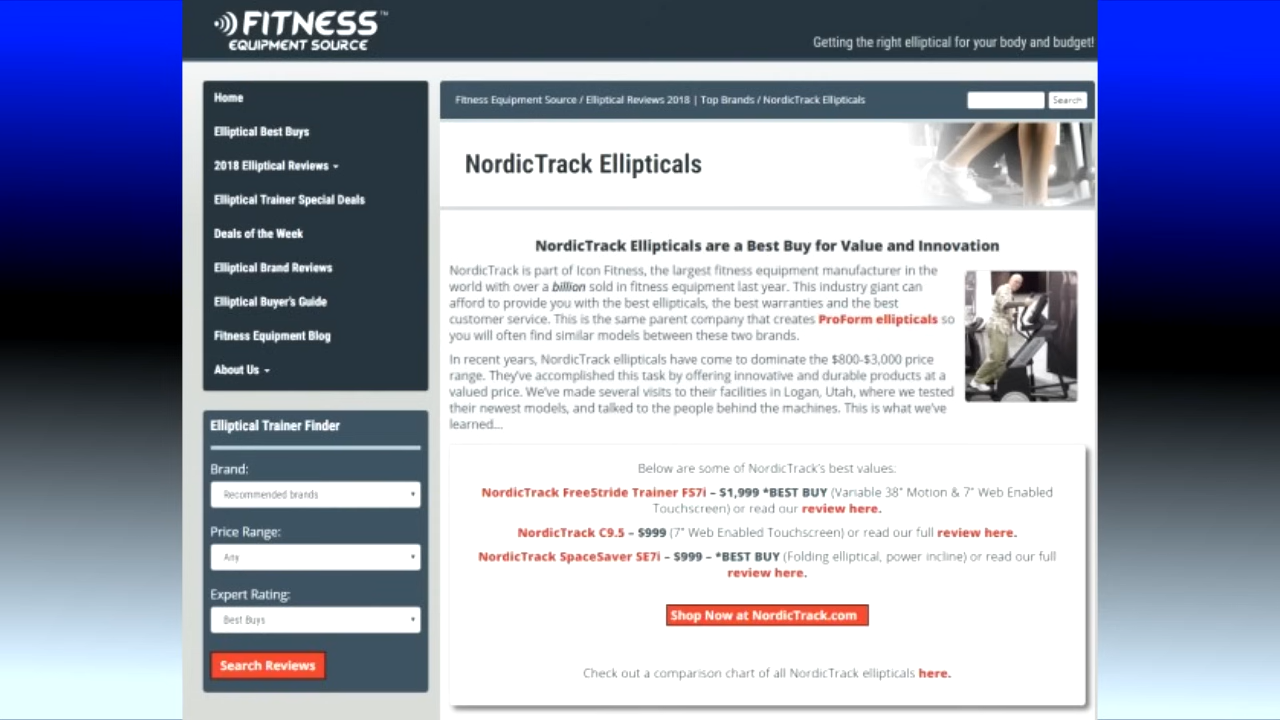 FITNESS™
EQUIPMENT SOURCE
Getting the right elliptical for your body and budget!
Home
Elliptical Best Buys
2018 Elliptical Reviews
Elliptical Trainer Special Deals
Deals of the Week
Elliptical Brand Reviews
Elliptical Buyer's Guide
Fitness Equipment Blog
About Us
Elliptical Trainer Finder
Brand:
Recommended brands
Price Range:
Any
Expert Rating:
Best Buys
Search Reviews
Fitness Equipment Source / Elliptical Reviews 2018 | Top Brands / NordicTrack Ellipticals
Search
NordicTrack Ellipticals
NordicTrack Ellipticals are a Best Buy for Value and Innovation
NordicTrack is part of Icon Fitness, the largest fitness equipment manufacturer in the
world with over a billion sold in fitness equipment last year. This industry giant can
afford to provide you with the best ellipticals, the best warranties and the best
customer service. This is the same parent company that creates ProForm ellipticals so
you will often find similar models between these two brands.
In recent years, NordicTrack ellipticals have come to dominate the $800-$3,000 price
range. They've accomplished this task by offering innovative and durable products at a
valued price. We've made several visits to their facilities in Logan, Utah, where we tested
their newest models, and talked to the people behind the machines. This is what we've
learned...
Below are some of NordicTrack's best values:
NordicTrack FreeStride Trainer FS7i – $1,999 *BEST BUY (Variable 38" Motion & 7" Web Enabled
Touchscreen) or read our review here.
NordicTrack C9.5 – $999 (7" Web Enabled Touchscreen) or read our full review here.
NordicTrack SpaceSaver SE7i – $999 – *BEST BUY (Folding elliptical, power incline) or read our full
review here.
Shop Now at NordicTrack.com
Check out a comparison chart of all NordicTrack ellipticals here.